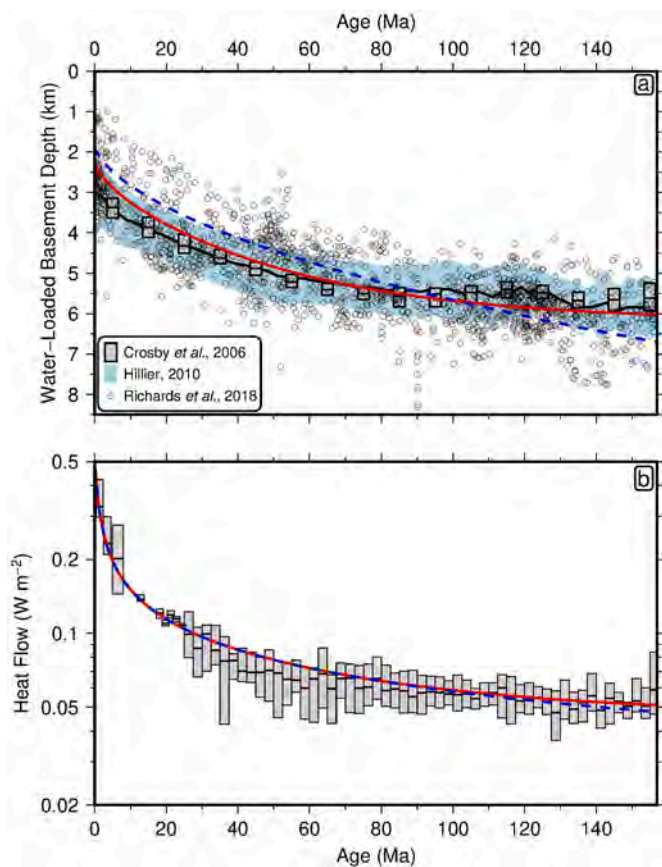 Age (Ma)
0 20 40 60 80 100 120 140
a
Water-Loaded Basement Depth (km)
0
1
2
3
4
5
6
7
8
Crosby et al., 2006
Hillier, 2010
Richards et al., 2018
b
Heat Flow (W m⁻²)
0.5
0.2
0.1
0.05
0.02
0 20 40 60 80 100 120 140
Age (Ma)